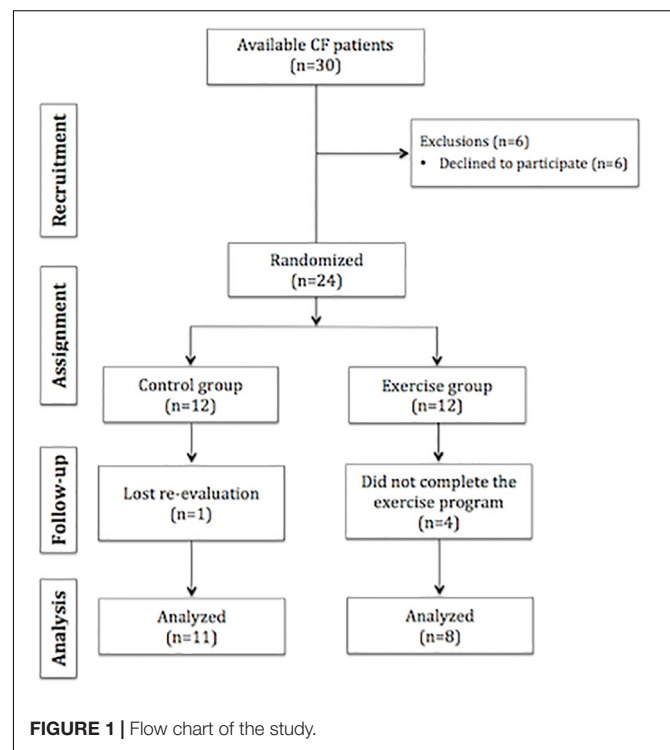 Available CF patients
(n=30)
Recruitment
Exclusions (n=6)
• Declined to participate (n=6)
Randomized
(n=24)
Assignment
Control group
(n=12)
Exercise group
(n=12)
Follow-up
Lost re-evaluation
(n=1)
Did not complete the
exercise program
(n=4)
Analysis
Analyzed
(n=11)
Analyzed
(n=8)
FIGURE 1 | Flow chart of the study.